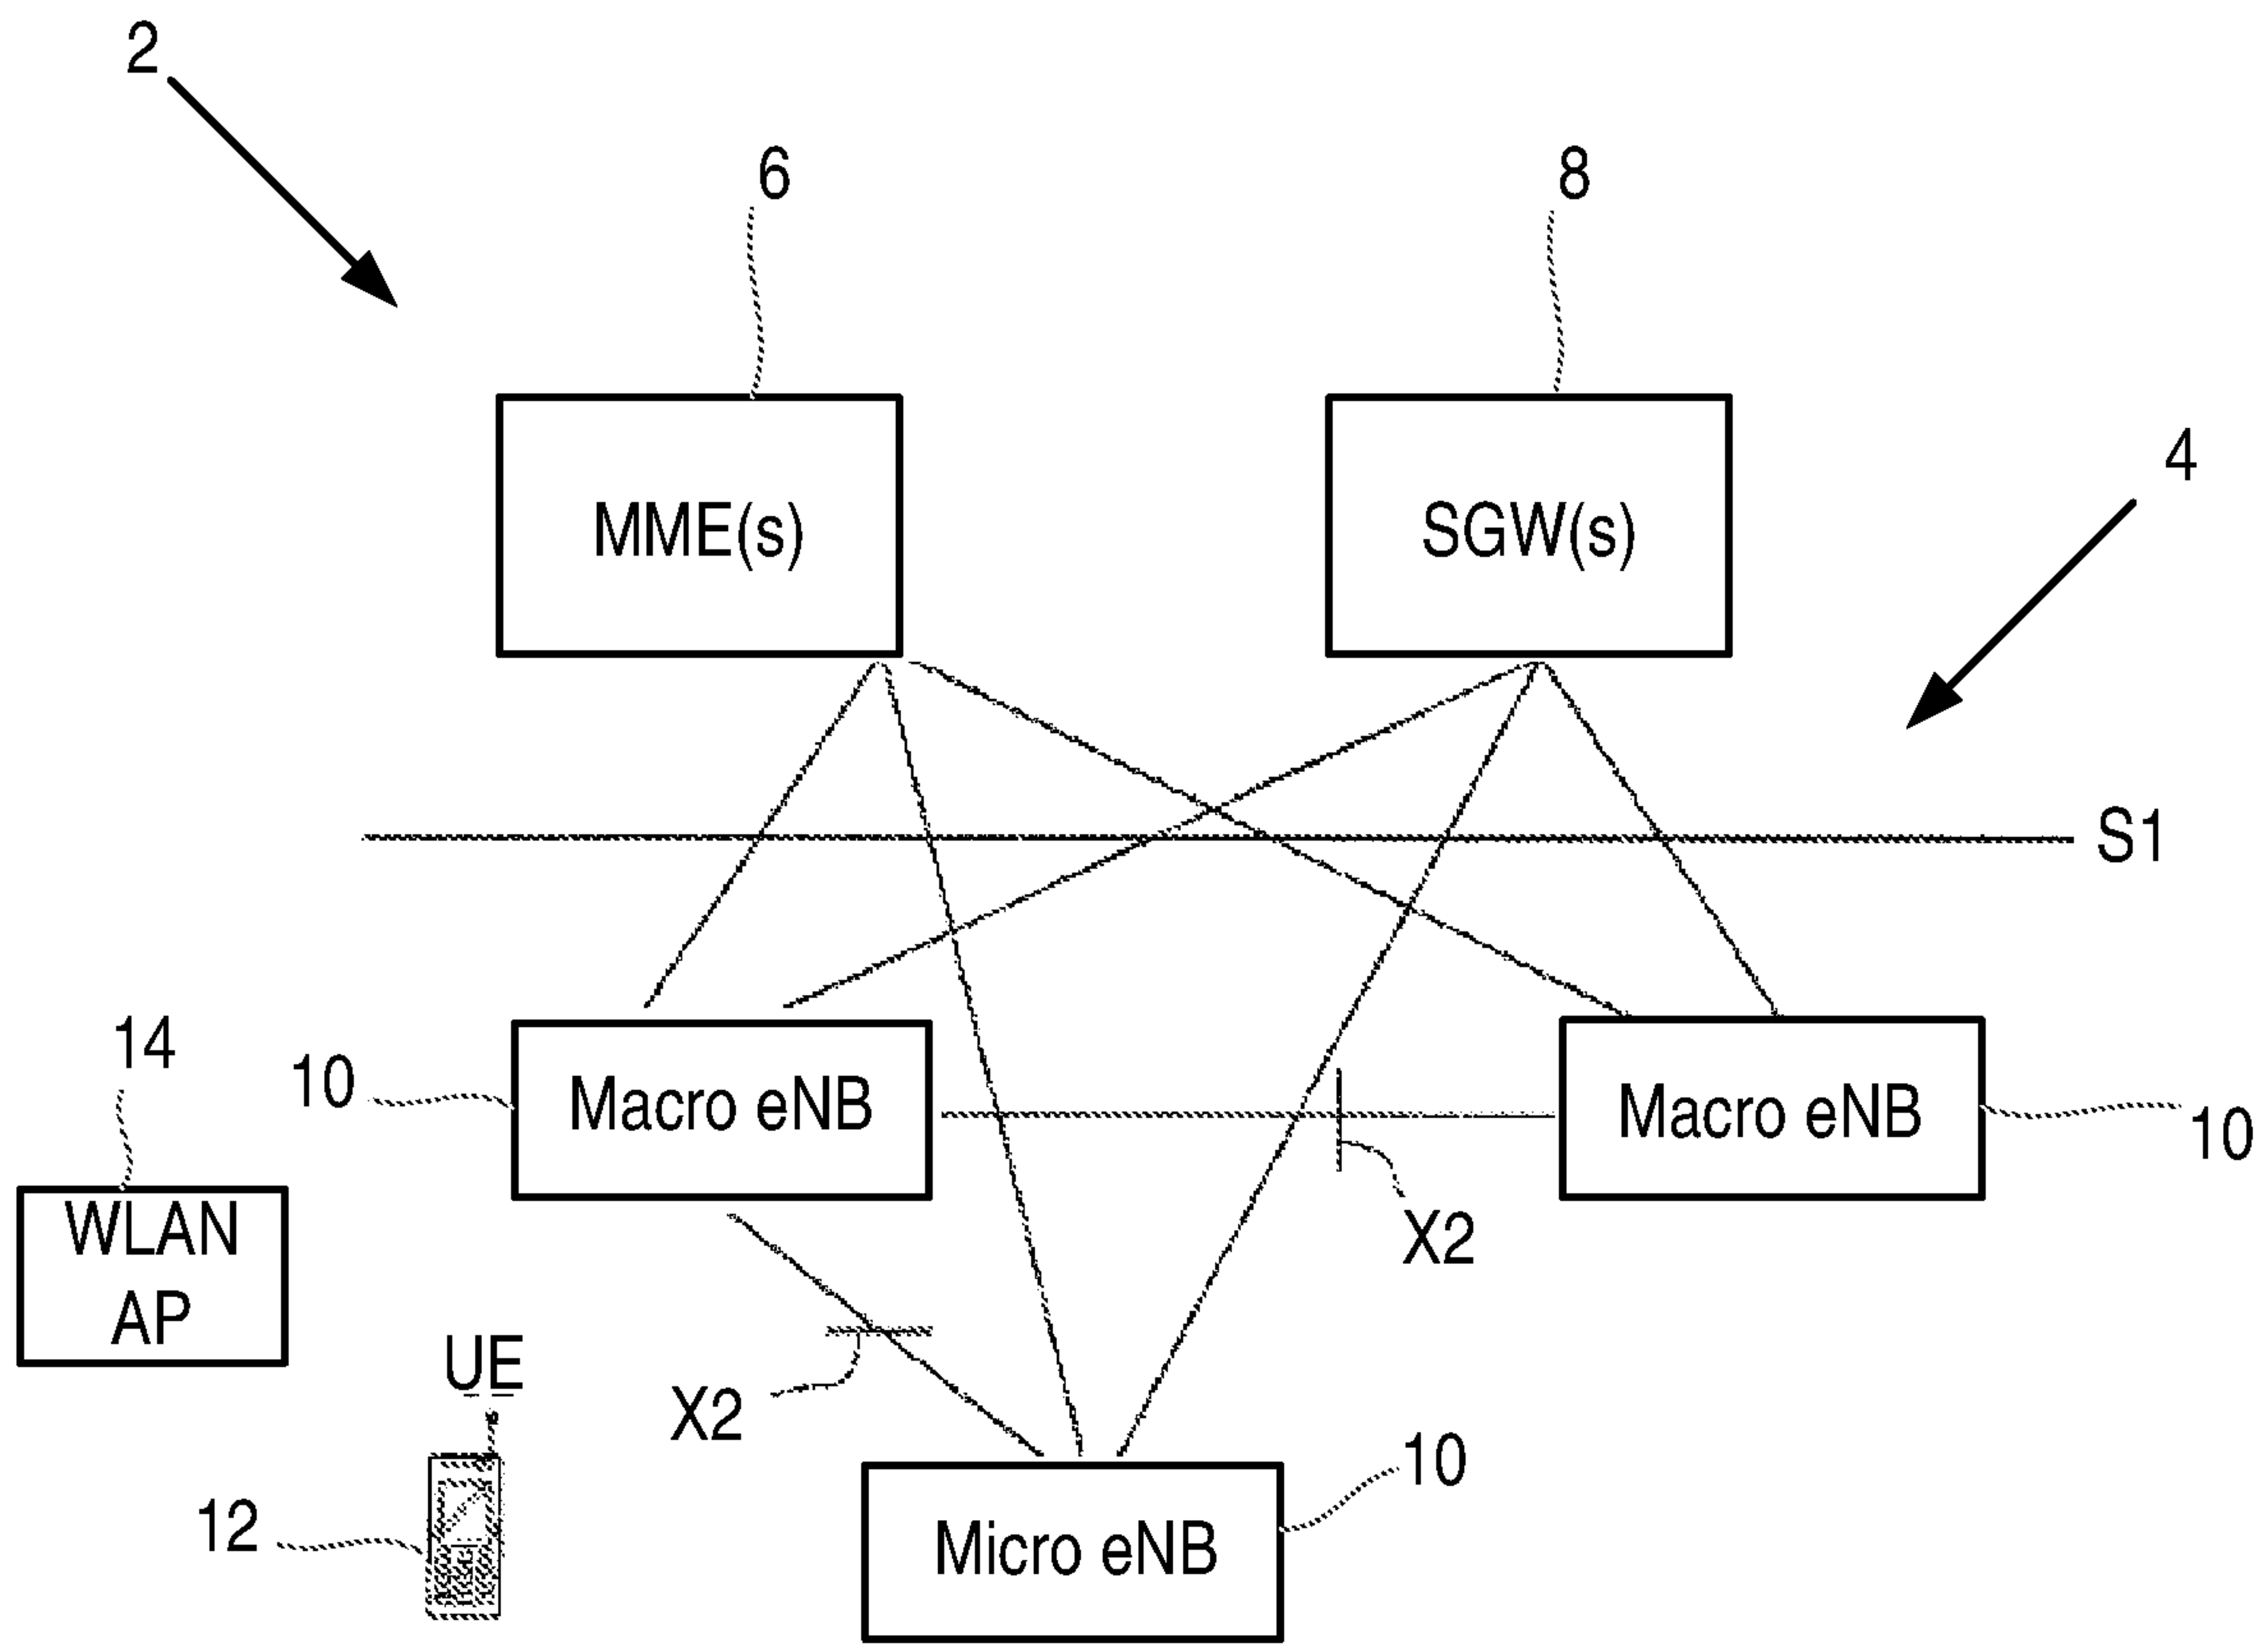 2
6
8
4
MME(s)
SGW(s)
S1
14
10
Macro eNB
Macro eNB
10
WLAN
AP
X2
UE
X2
10
12
Micro eNB